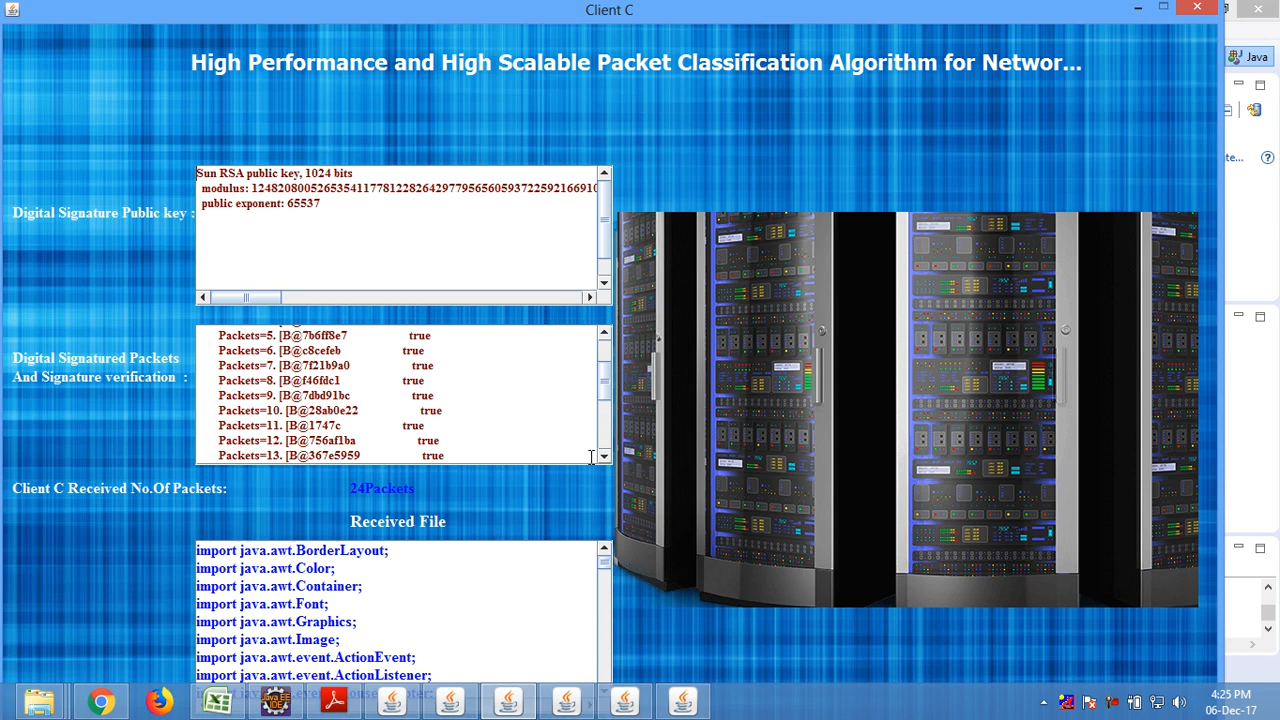 Client C
High Performance and High Scalable Packet Classification Algorithm for Networ...
Java
te...
Digital Signature Public key :
Sun RSA public key, 1024 bits
modulus: 12482080052653541177812282642977956560593722592166910
public exponent: 65537
Digital Signatured Packets
And Signature verification :
Packets=5. [B@7b6ff8e7 true
Packets=6. [B@c8cefeb true
Packets=7. [B@7f21b9a0 true
Packets=8. [B@f46fdc1 true
Packets=9. [B@7dbd91bc true
Packets=10. [B@28ab0e22 true
Packets=11. [B@1747c true
Packets=12. [B@756af1ba true
Packets=13. [B@367e5959 true
Client C Received No.Of Packets: 24Packets
Received File
import java.awt.BorderLayout;
import java.awt.Color;
import java.awt.Container;
import java.awt.Font;
import java.awt.Graphics;
import java.awt.Image;
import java.awt.event.ActionEvent;
import java.awt.event.ActionListener;
Java EE
IDE
4:25 PM
06-Dec-17